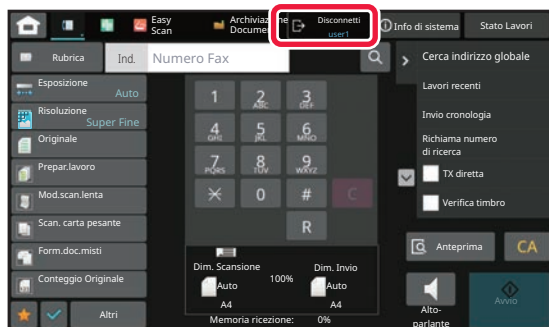 Easy
Scan
Archiviazione
Documen
Disconnetti
user1
Info di sistema
Stato Lavori
Rubrica
Ind.
Numero Fax
Cerca indirizzo globale
Esposizione
Auto
Risoluzione
Super Fine
Originale
Prepar.lavoro
Mod.scan.lenta
Scan. carta pesante
Form.doc.misti
Conteggio Originale
Altri
1
2 ABC
3 DEF
4 GHI
5 JKL
6 MNO
7 PQRS
8 TUV
9 WXYZ
0
#
C
R
Dim. Scansione
100%
Dim. Invio
Auto
Auto
A4
A4
Memoria ricezione: 0%
Lavori recenti
Invio cronologia
Richiama numero
di ricerca
TX diretta
Verifica timbro
Anteprima
CA
Alto-
parlante
Avvio